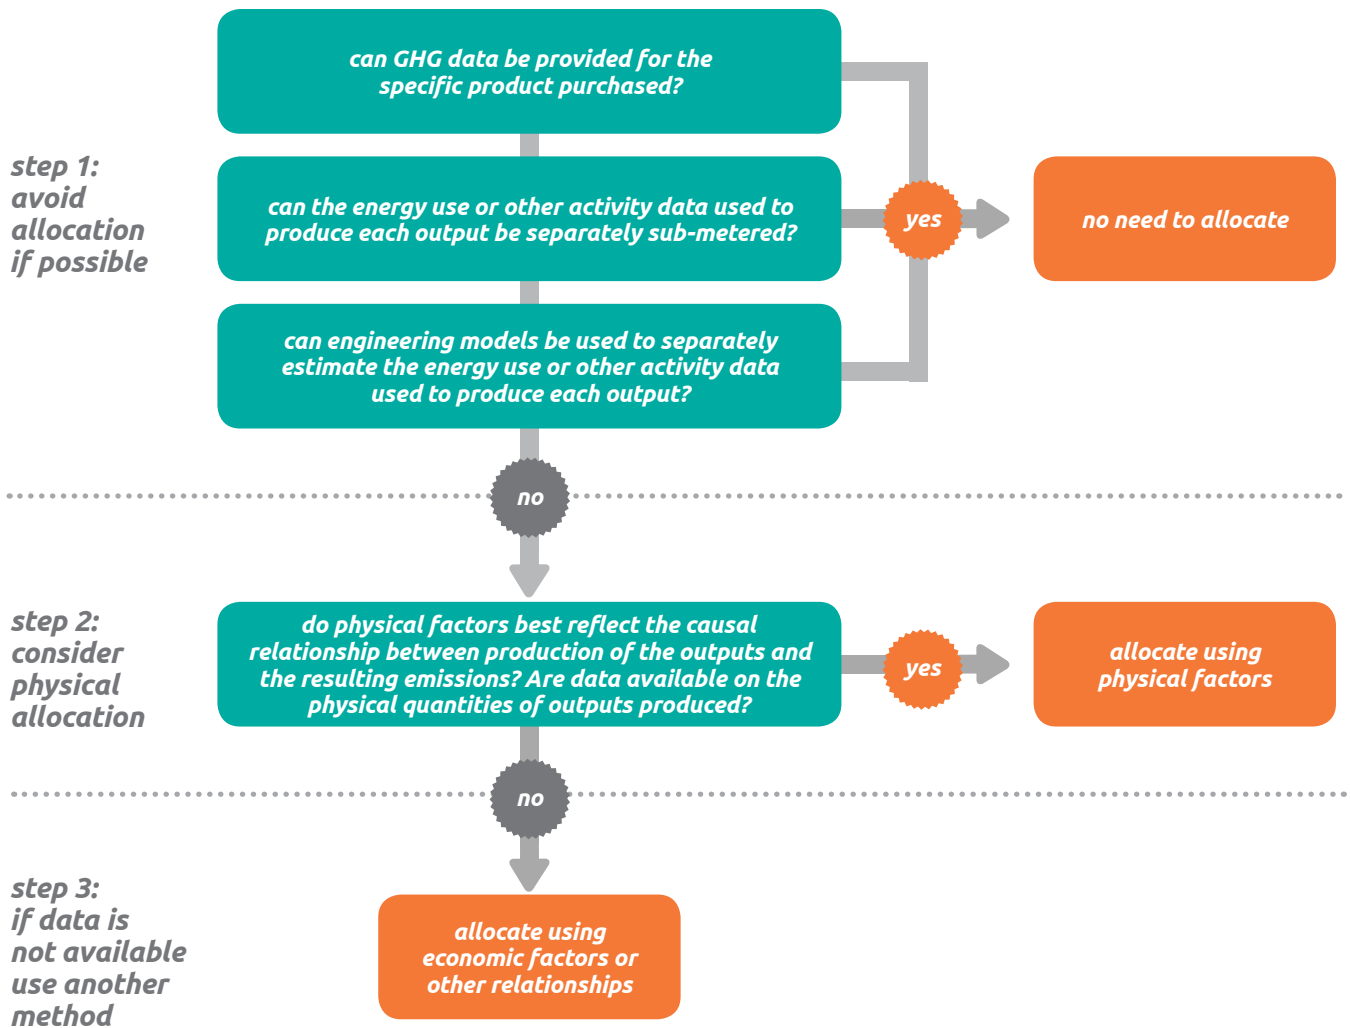 can GHG data be provided for the
specific product purchased?
step 1:
avoid
allocation
if possible
can the energy use or other activity data used to
produce each output be separately sub-metered?
yes
no need to allocate
can engineering models be used to separately
estimate the energy use or other activity data
used to produce each output?
no
step 2:
consider
physical
allocation
do physical factors best reflect the causal
relationship between production of the outputs and
the resulting emissions? Are data available on the
physical quantities of outputs produced?
yes
allocate using
physical factors
no
step 3:
if data is
not available
use another
method
allocate using
economic factors or
other relationships